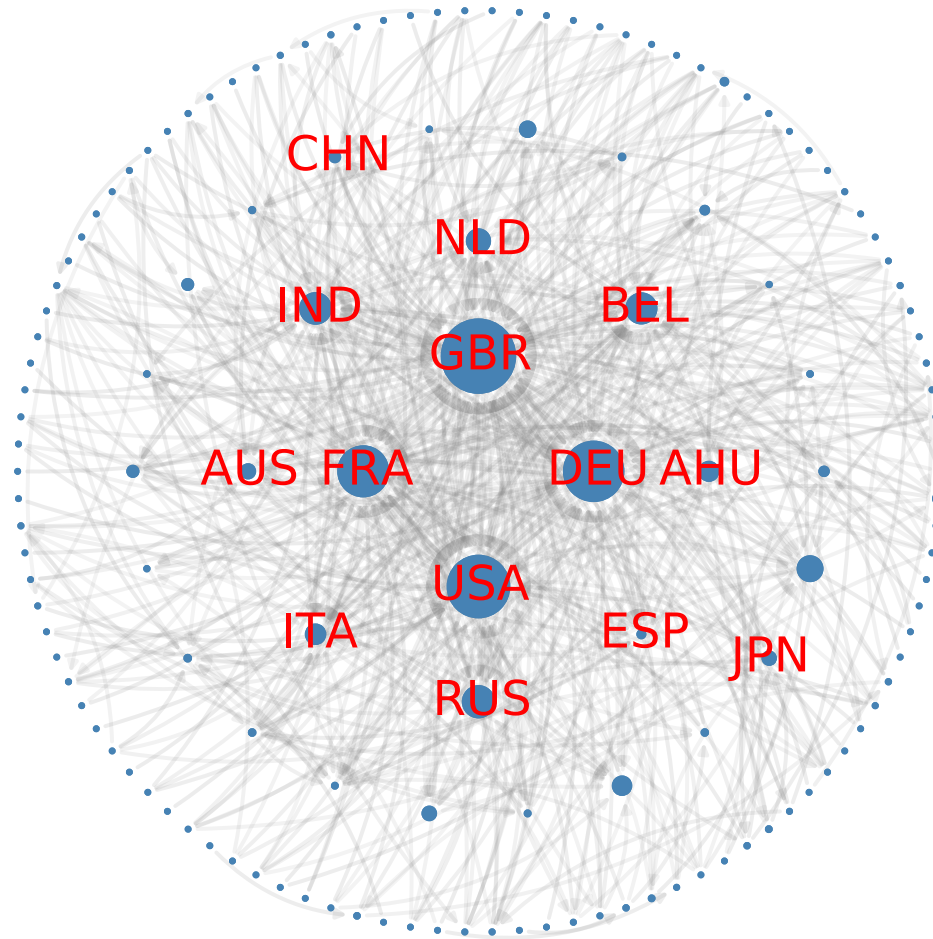 CHN
NLD
IND
BEL
GBR
AUS
FRA
DEU
AHU
USA
ITA
ESP
JPN
RUS